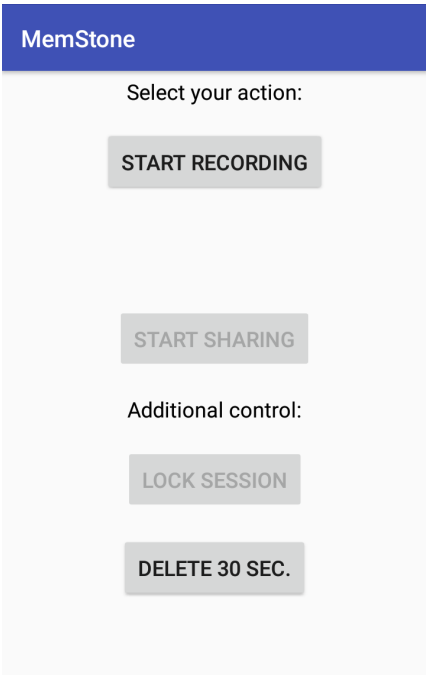 MemStone
Select your action:
START RECORDING
START SHARING
Additional control:
LOCK SESSION
DELETE 30 SEC.